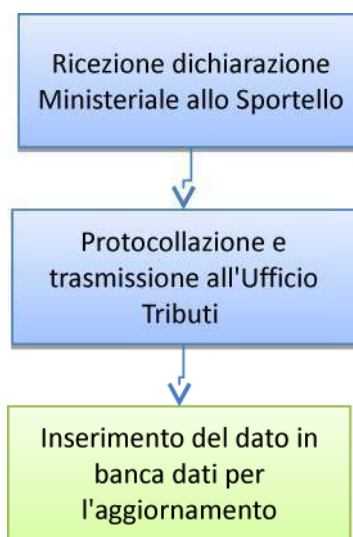 Ricezione dichiarazione
Ministeriale allo Sportello
Protocollazione e
trasmissione all'Ufficio
Tributi
Inserimento del dato in
banca dati per
l'aggiornamento